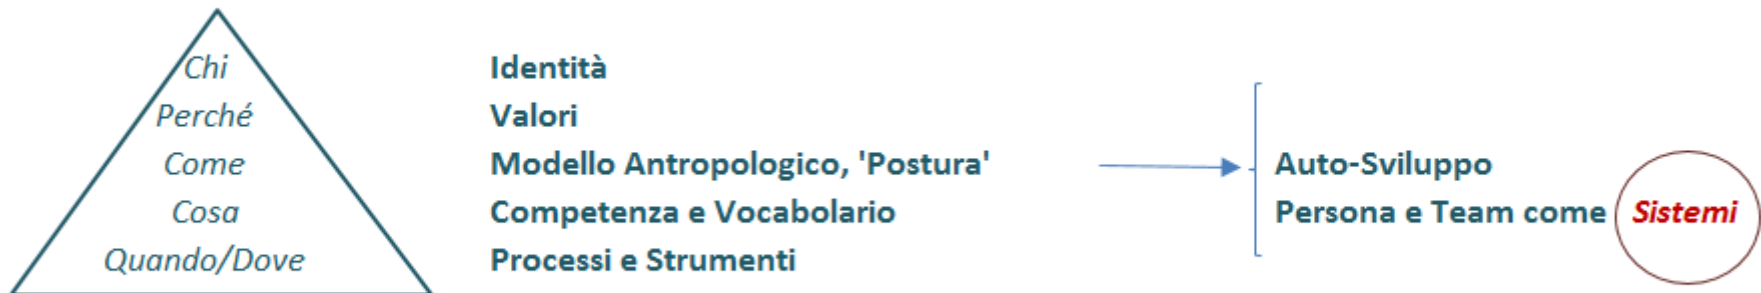 Chi
Perché
Come
Cosa
Quando/Dove
Identità
Valori
Modello Antropologico, 'Postura'
Competenza e Vocabolario
Processi e Strumenti
Auto-Sviluppo
Persona e Team come Sistemi